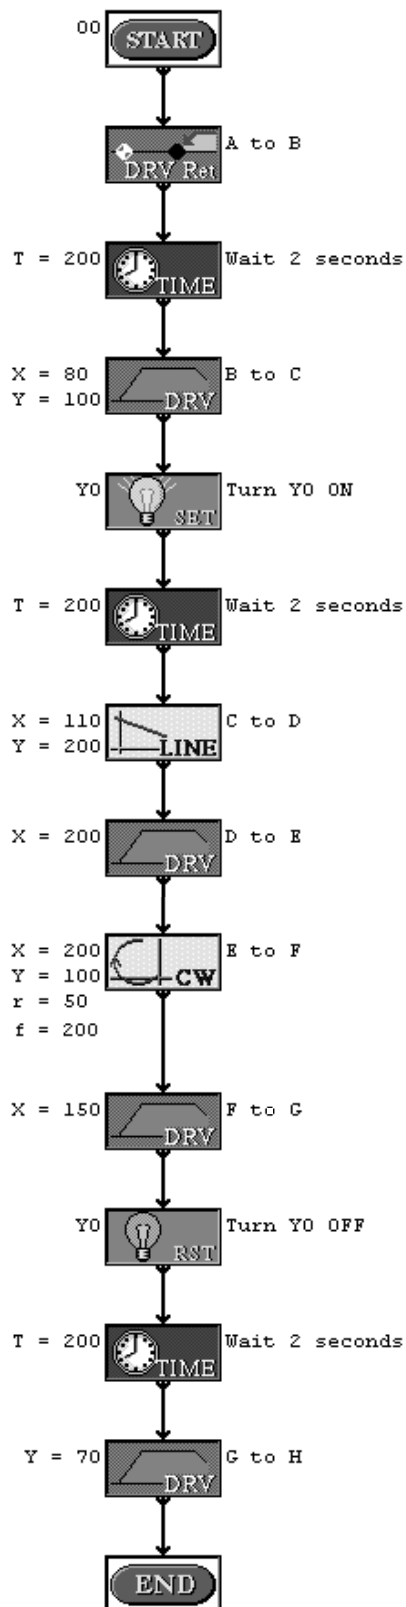 00
START
DRV Ret
A to B
T = 200
TIME
Wait 2 seconds
X = 80
Y = 100
DRV
B to C
Y0
SET
Turn Y0 ON
T = 200
TIME
Wait 2 seconds
X = 110
Y = 200
LINE
C to D
X = 200
DRV
D to E
X = 200
Y = 100
r = 50
f = 200
CW
E to F
X = 150
DRV
F to G
Y0
RST
Turn Y0 OFF
T = 200
TIME
Wait 2 seconds
Y = 70
DRV
G to H
END